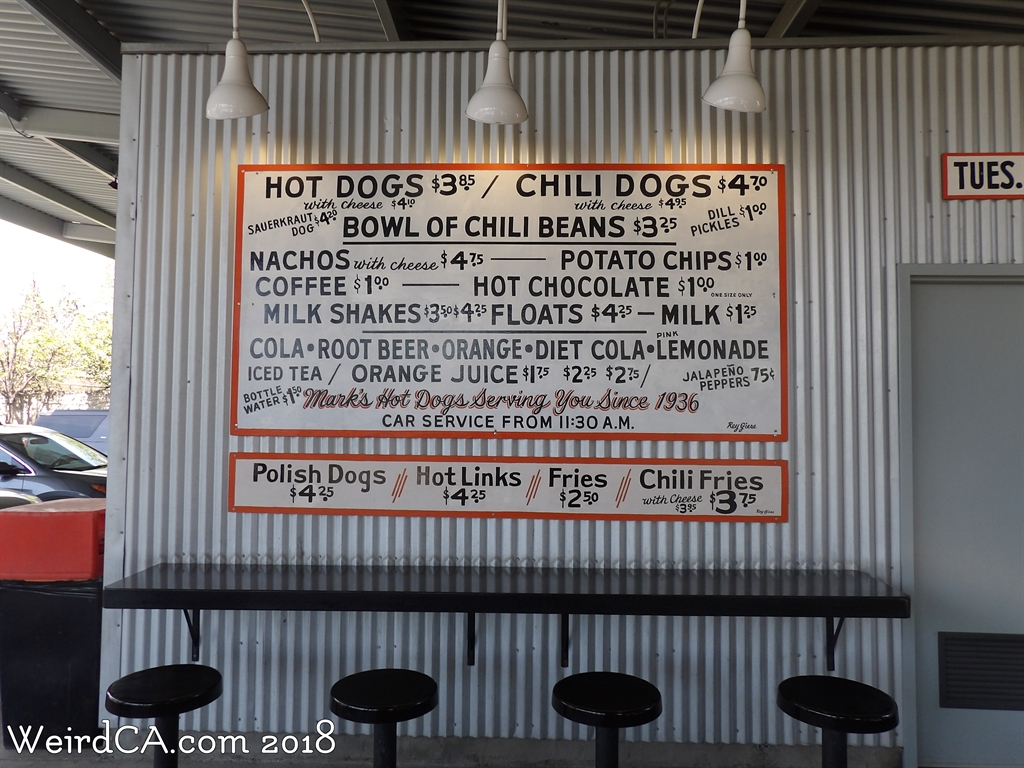 HOT DOGS $3.85 / CHILI DOGS $4.70
with cheese $4.10 with cheese $4.95
SAUERKRAUT DOG $4.20
BOWL OF CHILI BEANS $3.25
DILL PICKLES $1.00
NACHOS with cheese $4.75 — POTATO CHIPS $1.00
COFFEE $1.00 — HOT CHOCOLATE $1.00 ONE SIZE ONLY
MILK SHAKES $3.50 $4.25 FLOATS $4.25 — MILK $1.25
COLA • ROOT BEER • ORANGE • DIET COLA • PINK LEMONADE
ICED TEA / ORANGE JUICE $1.75 $2.25 $2.75 /
JALAPEÑO PEPPERS 75¢
BOTTLE WATER $1.50
Mark's Hot Dogs Serving You Since 1936
CAR SERVICE FROM 11:30 A.M.
Ray Giese
Polish Dogs // Hot Links // Fries // Chili Fries
$4.25 $4.25 $2.50 with Cheese $3.95 $3.75
Ray Giese
TUES.
WeirdCA.com 2018